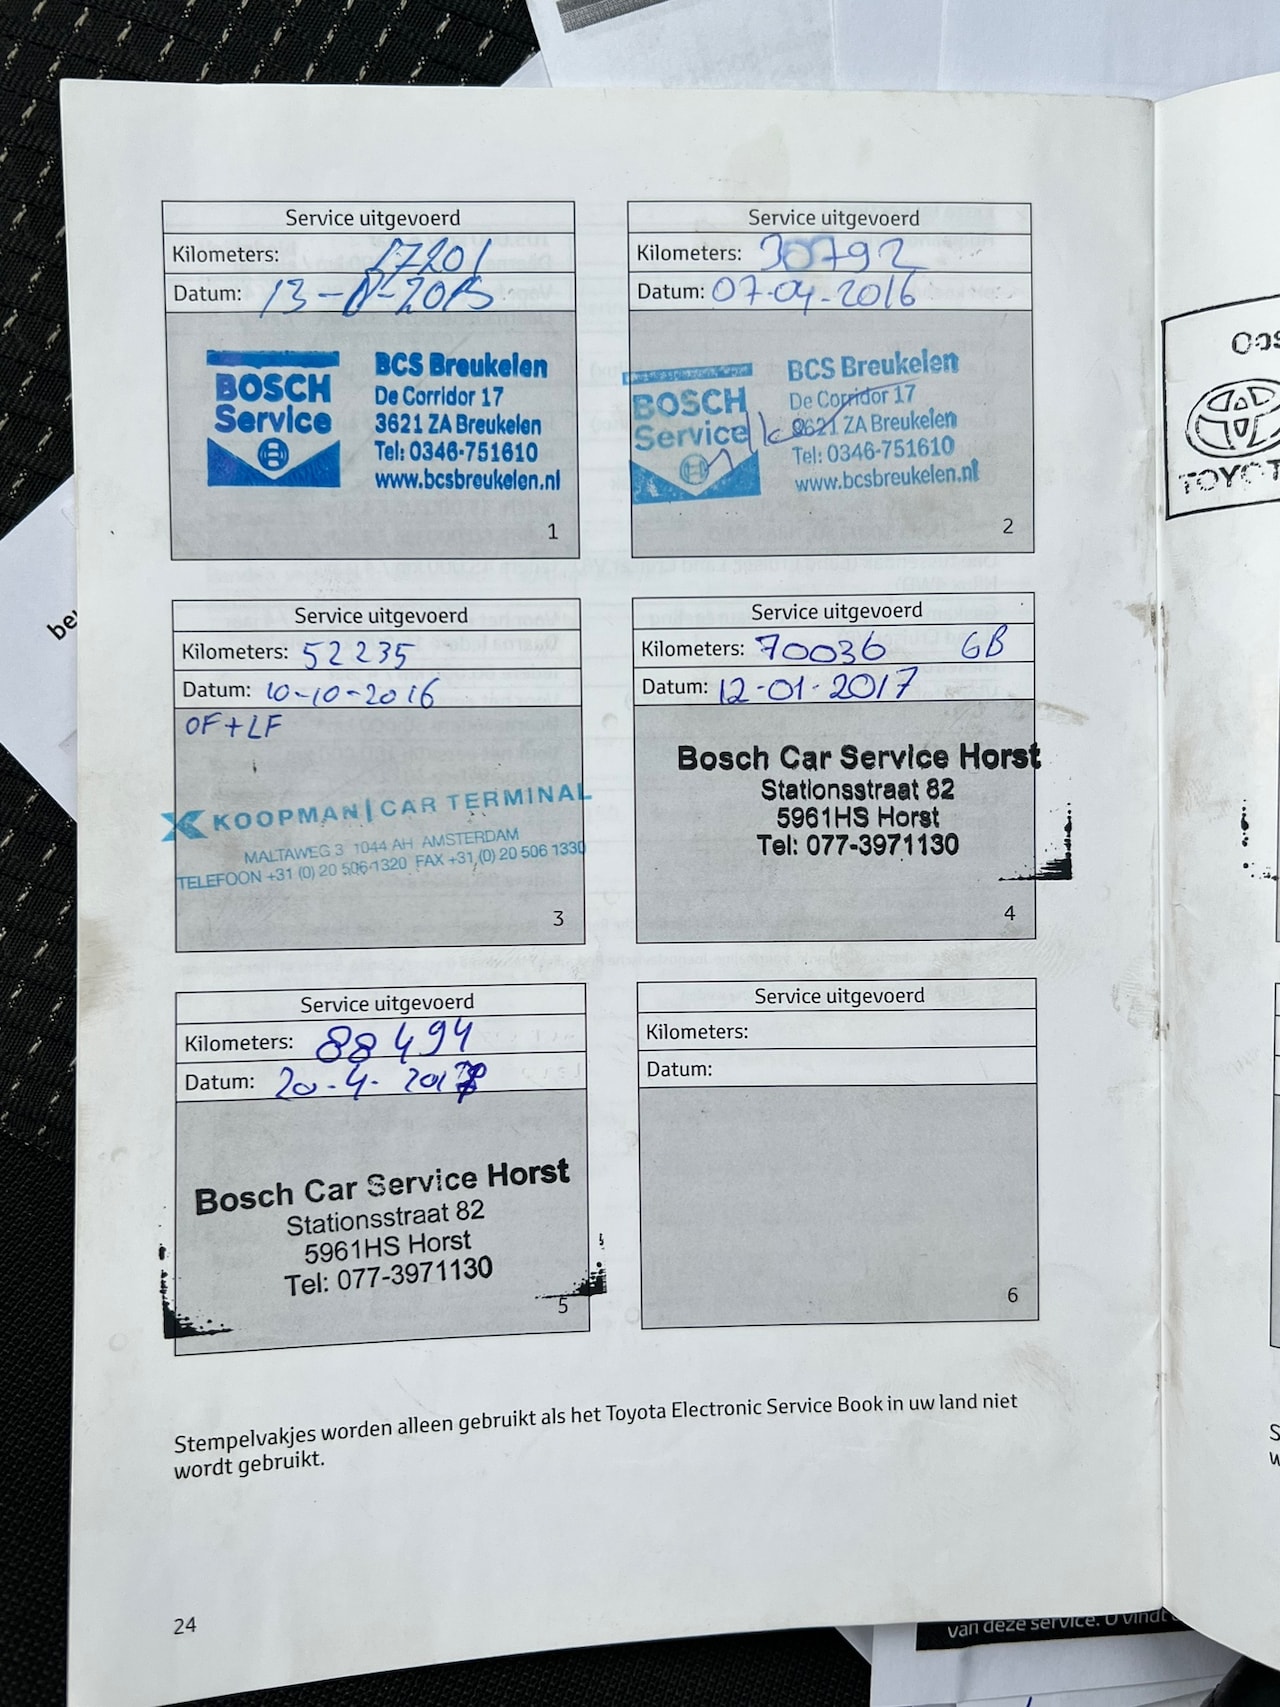 Service uitgevoerd
Kilometers: 17201
Datum: 13-8-2015
BOSCH
Service
BCS Breukelen
De Corridor 17
3621 ZA Breukelen
Tel: 0346-751610
www.bcsbreukelen.nl
1
Service uitgevoerd
Kilometers: 30792
Datum: 07-04-2016
BOSCH
Service
BCS Breukelen
De Corridor 17
3621 ZA Breukelen
Tel: 0346-751610
www.bcsbreukelen.nl
2
Service uitgevoerd
Kilometers: 52235
Datum: 10-10-2016
OF+LF
KOOPMAN|CAR TERMINAL
MALTAWEG 3 1044 AH AMSTERDAM
TELEFOON +31 (0) 20 506-1320 FAX +31 (0) 20 506 1330
3
Service uitgevoerd
Kilometers: 70036 GB
Datum: 12-01-2017
Bosch Car Service Horst
Stationsstraat 82
5961HS Horst
Tel: 077-3971130
4
Service uitgevoerd
Kilometers: 88494
Datum: 20-4-2017
Bosch Car Service Horst
Stationsstraat 82
5961HS Horst
Tel: 077-3971130
5
Service uitgevoerd
Kilometers:
Datum:
6
Stempelvakjes worden alleen gebruikt als het Toyota Electronic Service Book in uw land niet
wordt gebruikt.
24
TOYOT
van deze service. U vindt